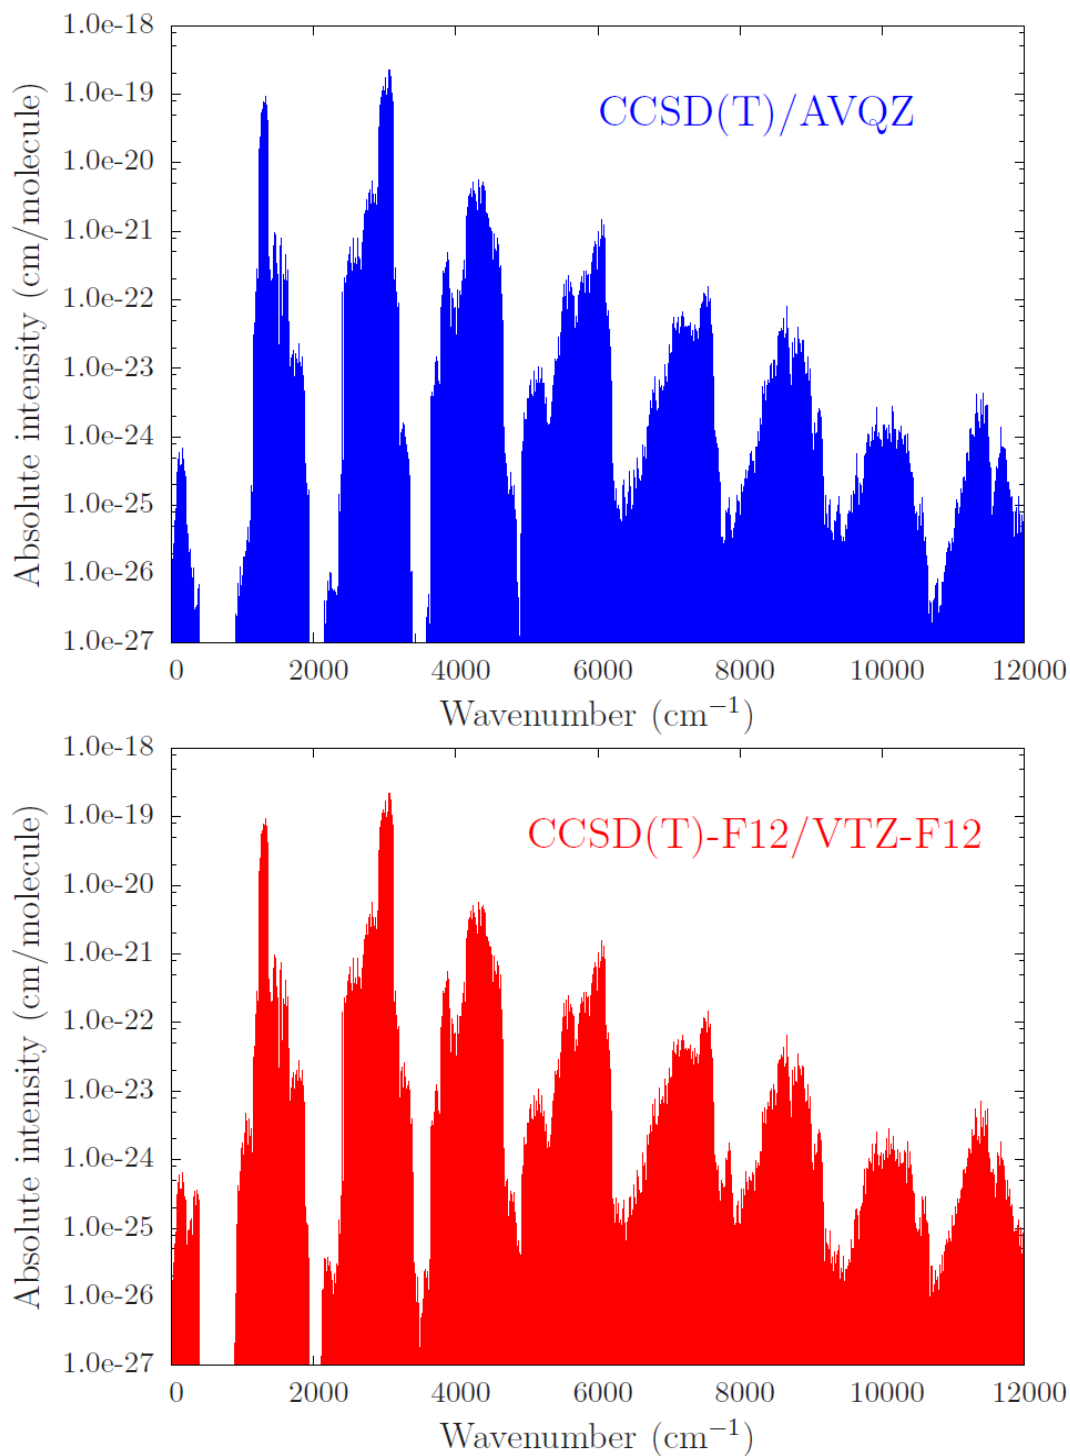 1.0e-18
1.0e-19
1.0e-20
1.0e-21
1.0e-22
1.0e-23
1.0e-24
1.0e-25
1.0e-26
1.0e-27
Absolute intensity (cm/molecule)
CCSD(T)/AVQZ
0 2000 4000 6000 8000 10000 12000
Wavenumber (cm⁻¹)
1.0e-18
1.0e-19
1.0e-20
1.0e-21
1.0e-22
1.0e-23
1.0e-24
1.0e-25
1.0e-26
1.0e-27
Absolute intensity (cm/molecule)
CCSD(T)-F12/VTZ-F12
0 2000 4000 6000 8000 10000 12000
Wavenumber (cm⁻¹)